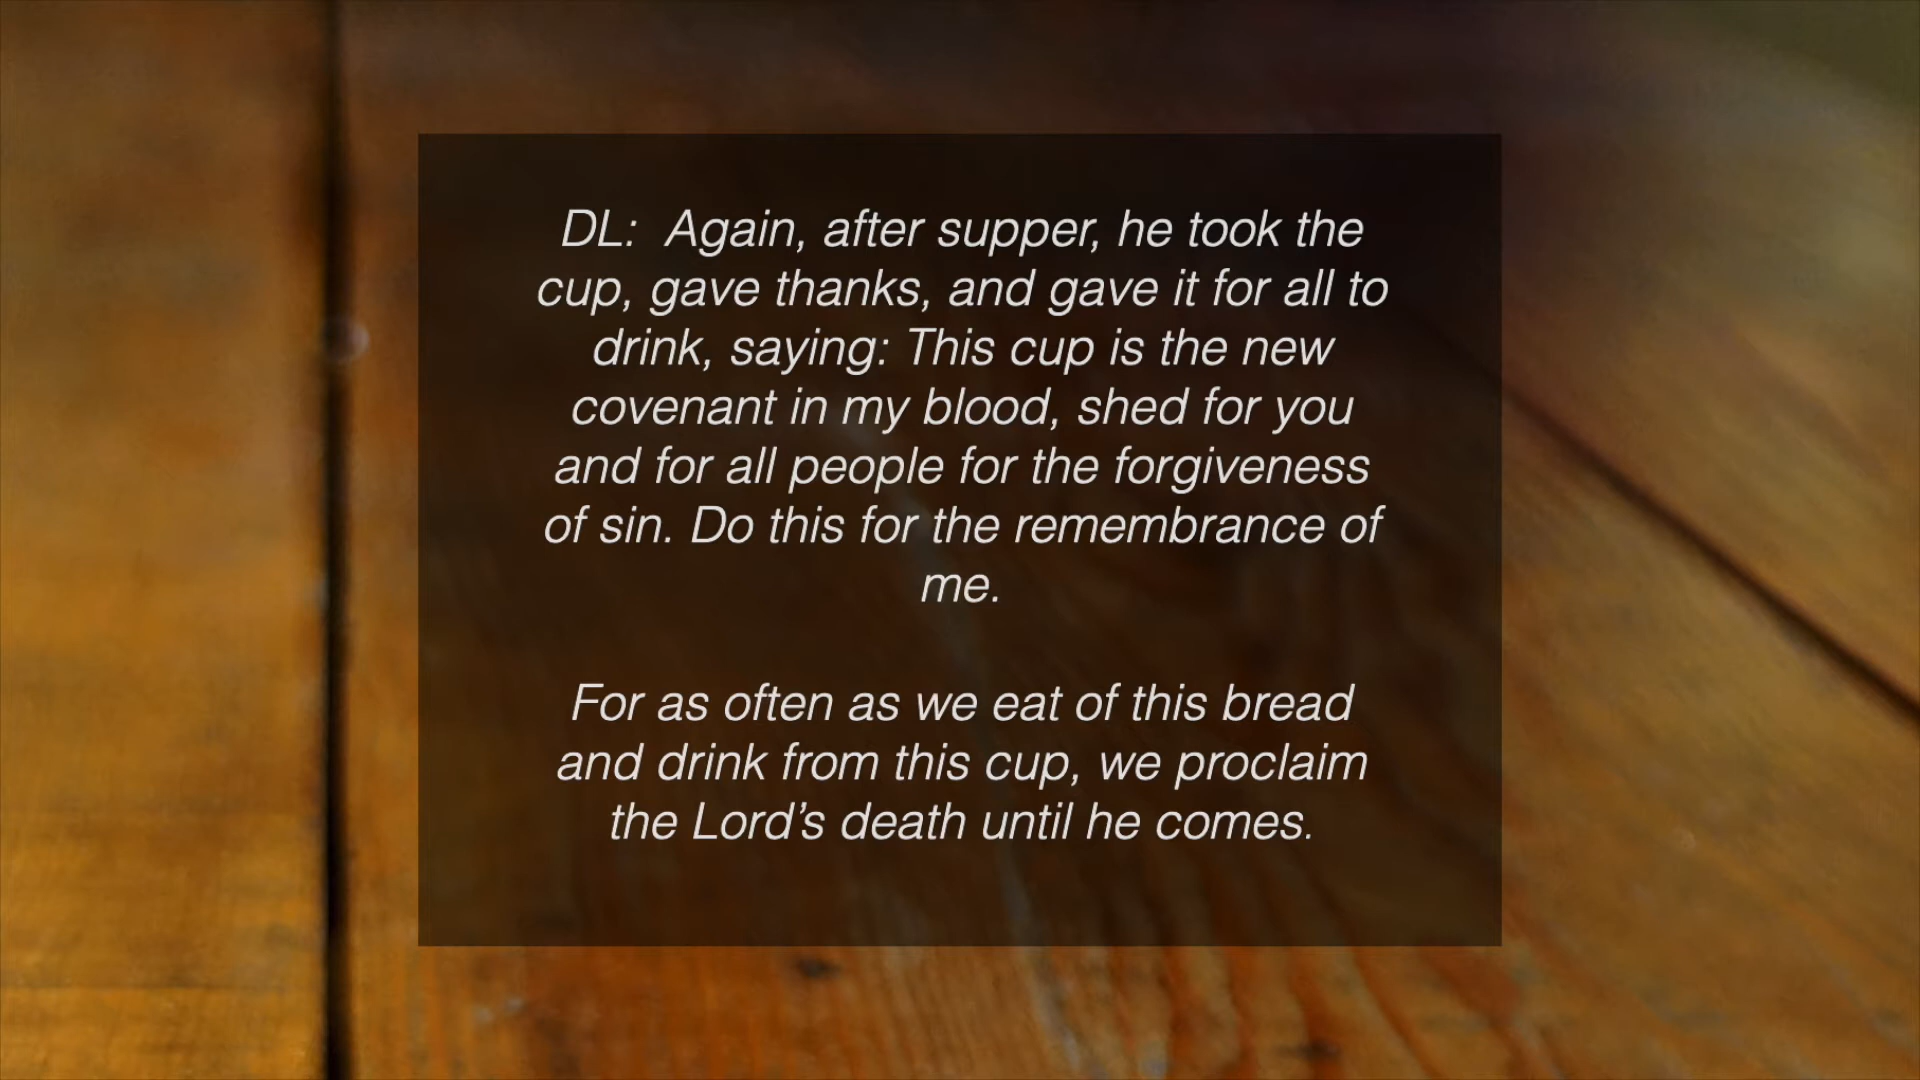 DL:  Again, after supper, he took the
cup, gave thanks, and gave it for all to
drink, saying: This cup is the new
covenant in my blood, shed for you
and for all people for the forgiveness
of sin. Do this for the remembrance of
me.
For as often as we eat of this bread
and drink from this cup, we proclaim
the Lord’s death until he comes.